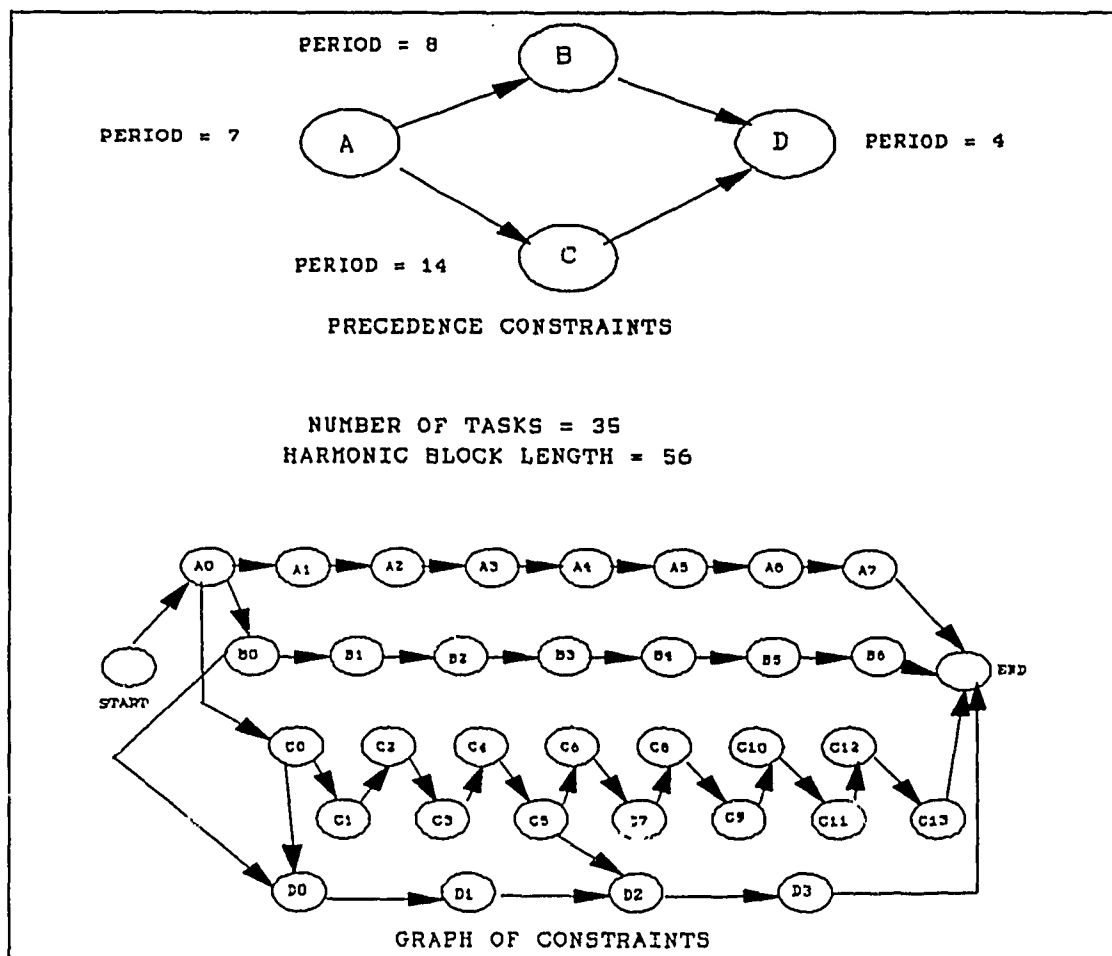 PERIOD = 8
B
PERIOD = 7
A
D
PERIOD = 4
C
PERIOD = 14
PRECEDENCE CONSTRAINTS
NUMBER OF TASKS = 35
HARMONIC BLOCK LENGTH = 56
A0 A1 A2 A3 A4 A5 A6 A7
B0 B1 B2 B3 B4 B5 B6
START
END
C0 C2 C4 C6 C8 C10 C12
C1 C3 C5 C7 C9 C11 C13
D0 D1 D2 D3
GRAPH OF CONSTRAINTS